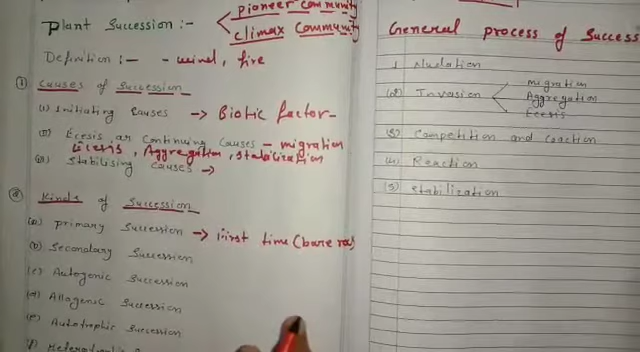 pioneer community
Plant Succession :-
climax community
Definition :- - wind, fire
(1) Causes of Succession
(i) Initiating Causes → Biotic factor-
(ii) Ecesis or Continuing Causes - migration
Ecesis, Aggregation, Stabilization
(iii) Stabilising Causes →
(2) Kinds of Succession
(a) Primary Succession → First time (bare rock)
(b) Secondary Succession
(c) Autogenic Succession
(d) Allogenic Succession
(e) Autotrophic Succession
(f)
General process of Success
1. Nudation
(2) Invasion
Migration
Aggregation
Ecesis
(3) Competition and Coaction
(4) Reaction
(5) Stabilization